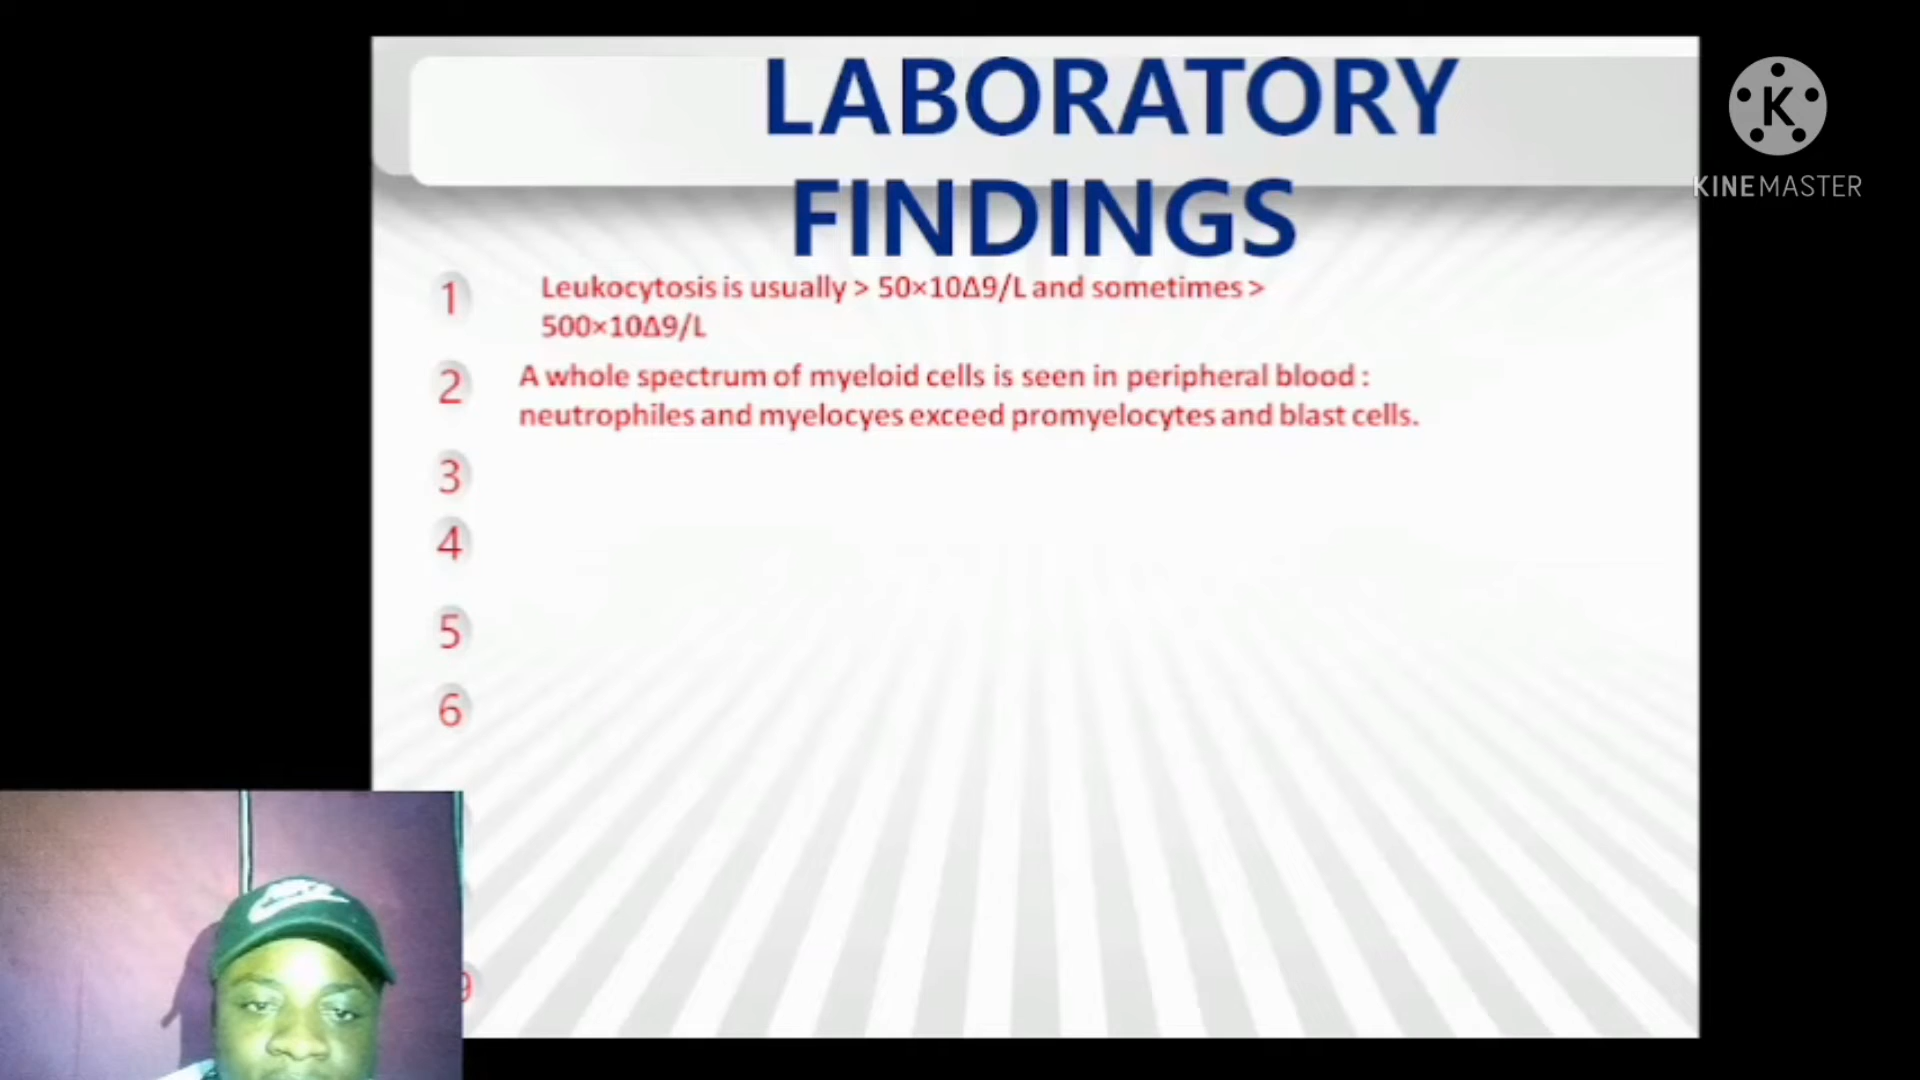 LABORATORY
FINDINGS
K
KINEMASTER
1 Leukocytosis is usually > 50×10Δ9/L and sometimes >
500×10Δ9/L
2 A whole spectrum of myeloid cells is seen in peripheral blood :
neutrophiles and myelocyes exceed promyelocytes and blast cells.
3
4
5
6
9